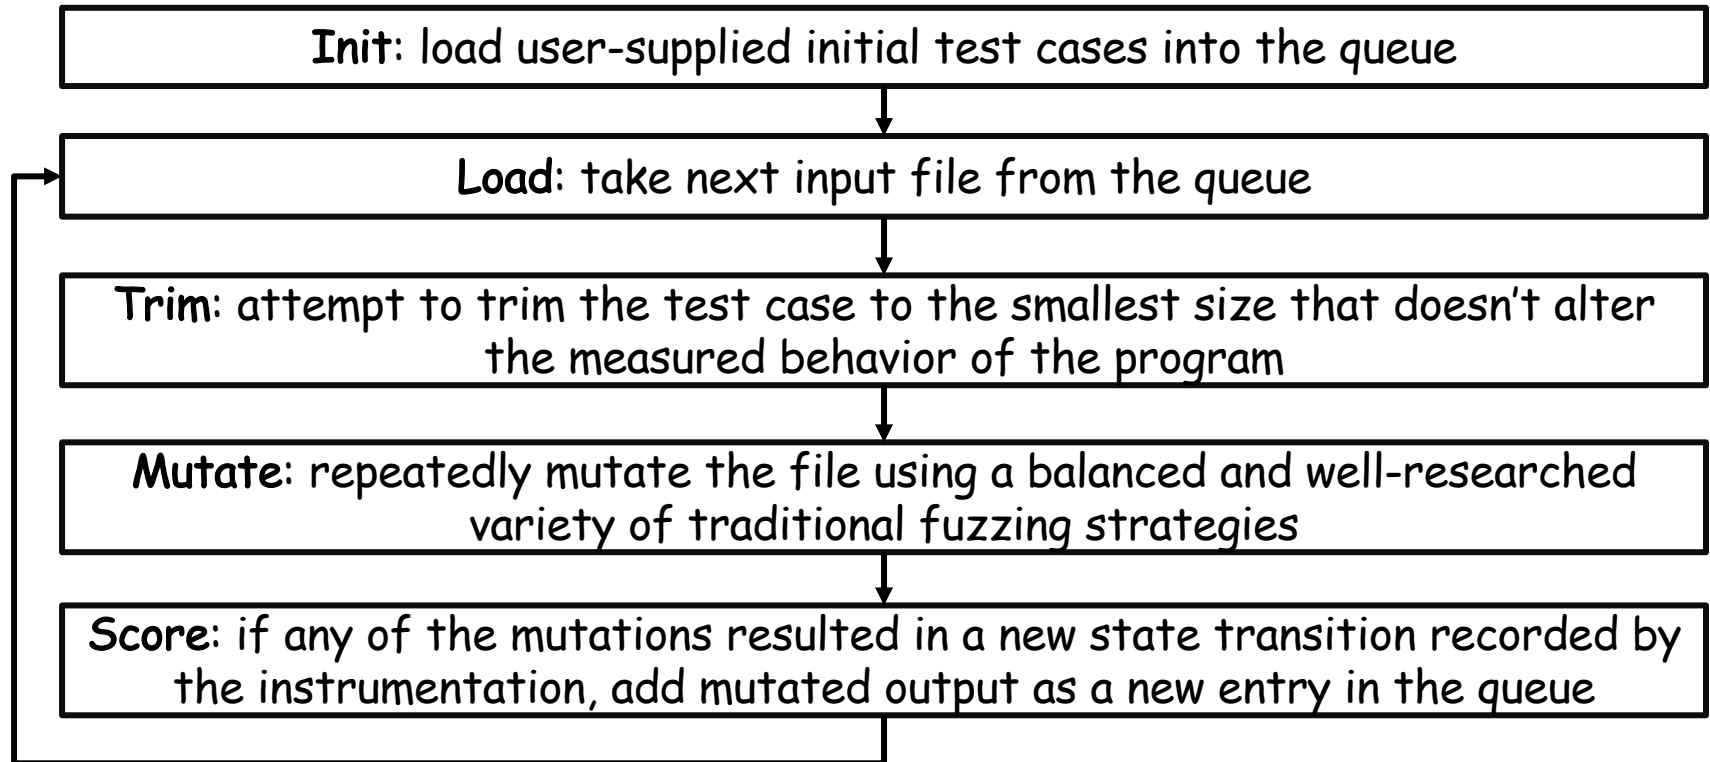 Init: load user-supplied initial test cases into the queue
Load: take next input file from the queue
Trim: attempt to trim the test case to the smallest size that doesn't alter
the measured behavior of the program
Mutate: repeatedly mutate the file using a balanced and well-researched
variety of traditional fuzzing strategies
Score: if any of the mutations resulted in a new state transition recorded by
the instrumentation, add mutated output as a new entry in the queue